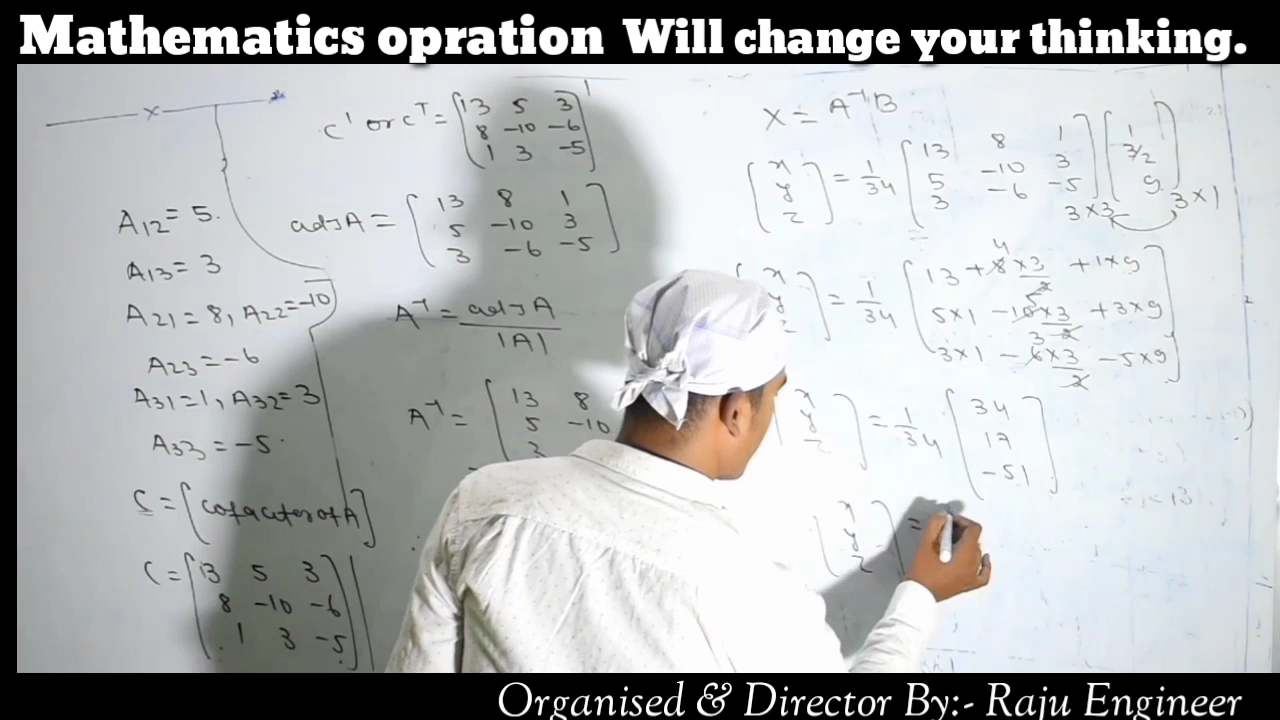 Mathematics opration Will change your thinking.
A12 = 5.
A13 = 3
A21 = 8, A22 = -10
A23 = -6
A31 = 1, A32 = 3
A33 = -5.
C = [cofacter of A]
C = [13 5 3
8 -10 -6
1 3 -5]
C' or C^T = [13 5 3
8 -10 -6
1 3 -5]'
adj A = [13 8 1
5 -10 3
3 -6 -5]
A^-1 = adj A / |A|
A^-1 = [13 8
5 -10
3
X = A^-1 B
[x y z] = 1/34 [13 8 1
5 -10 3
3 -6 -5] [1 3/2 9]
3×3 3×1
[x y z] = 1/34 [13 + 8×3/2 + 1×9
5×1 - 10×3/2 + 3×9
3×1 - 6×3/2 - 5×9]
[x y z] = 1/34 [34
17
-51]
[x y z] =
Organised & Director By:- Raju Engineer